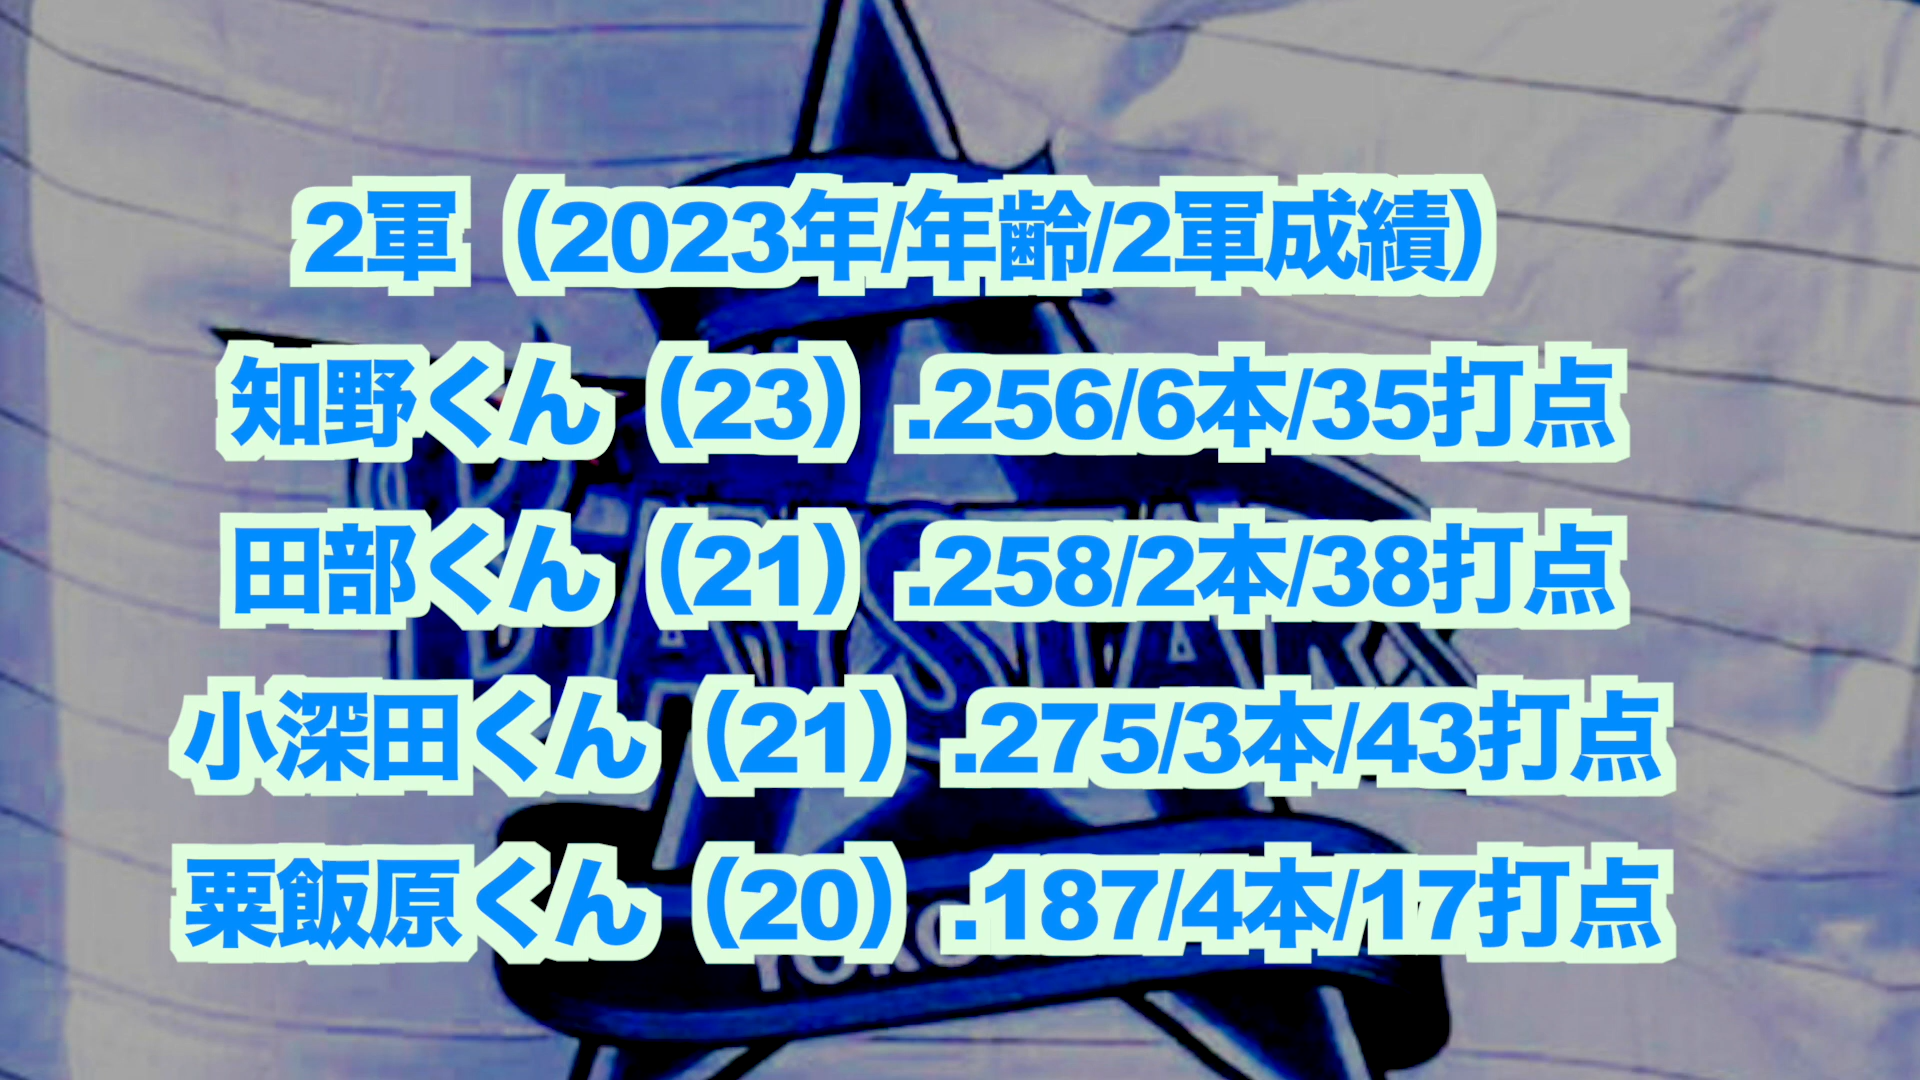 2軍（2023年/年齢/2軍成績）
知野くん（23）.256/6本/35打点
田部くん（21）.258/2本/38打点
小深田くん（21）.275/3本/43打点
粟飯原くん（20）.187/4本/17打点
BAYSTARS